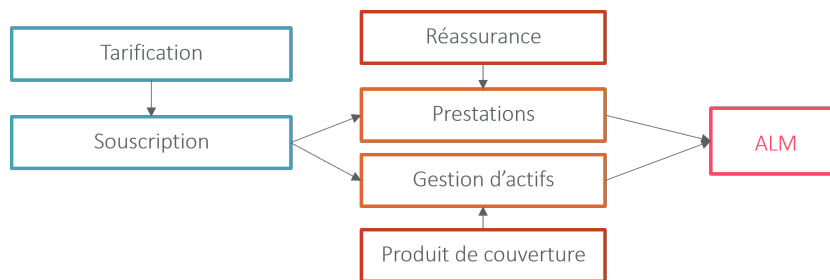 Tarification
Réassurance
Souscription
Prestations
ALM
Gestion d'actifs
Produit de couverture